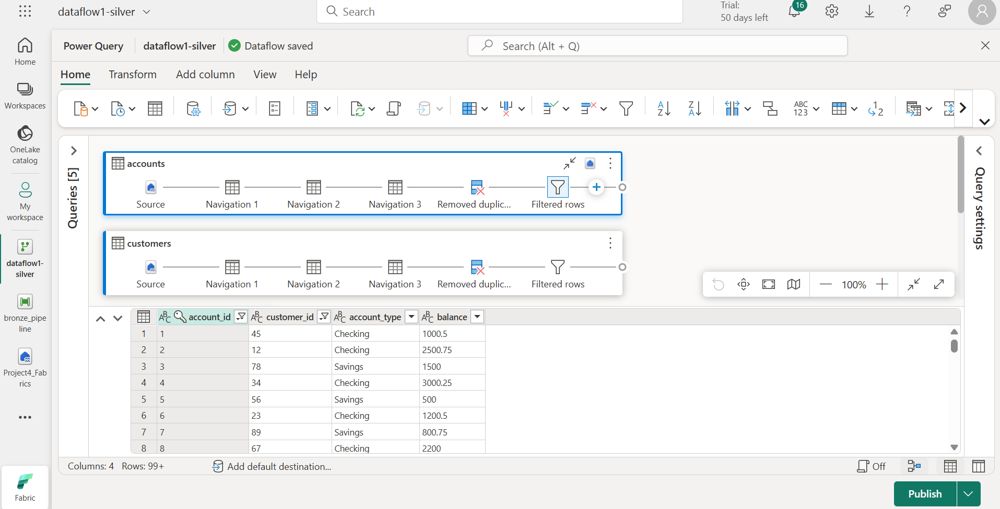 dataflow1-silver
Search
Trial:
50 days left
16
Home
Workspaces
OneLake
catalog
My
workspace
dataflow1-
silver
bronze_pipe
line
Project4_Fab
rics
Fabric
Power Query
dataflow1-silver
Dataflow saved
Search (Alt + Q)
Home
Transform
Add column
View
Help
A
Z
Z
A
ABC
123
1
2
Queries [5]
accounts
Source
Navigation 1
Navigation 2
Navigation 3
Removed duplic...
Filtered rows
customers
Source
Navigation 1
Navigation 2
Navigation 3
Removed duplic...
Filtered rows
100%
Query settings
ABC account_id ABC customer_id ABC account_type ABC balance
1 1 45 Checking 1000.5
2 2 12 Checking 2500.75
3 3 78 Savings 1500
4 4 34 Checking 3000.25
5 5 56 Savings 500
6 6 23 Checking 1200.5
7 7 89 Savings 800.75
8 8 67 Checking 2200
Columns: 4 Rows: 99+
Add default destination...
Off
Publish